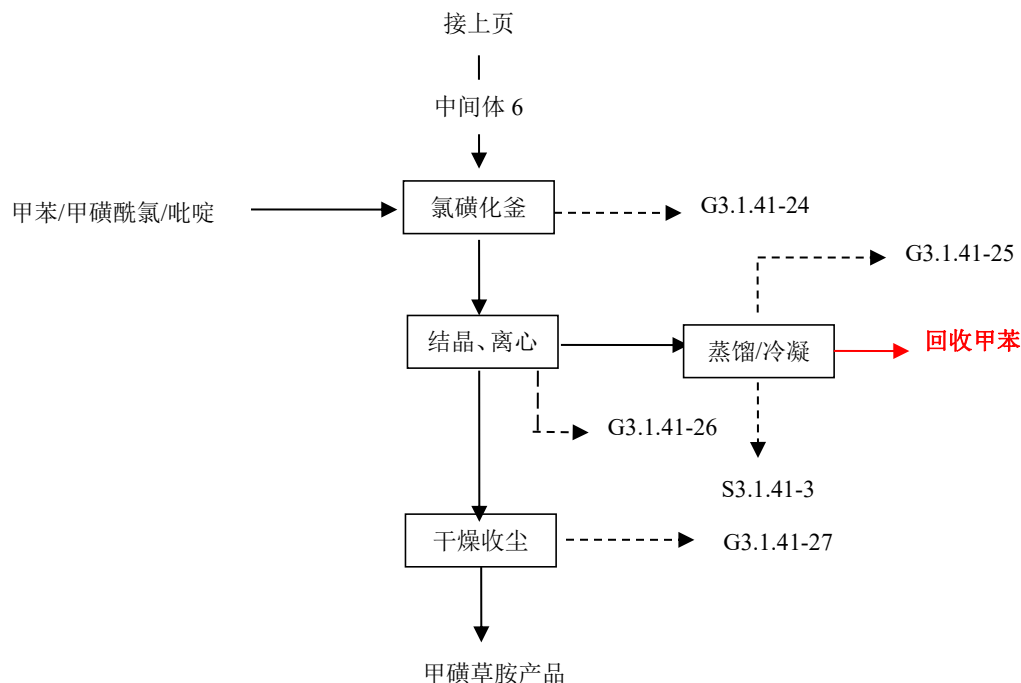 接上页
中间体 6
甲苯/甲磺酰氯/吡啶
氯磺化釜
G3.1.41-24
G3.1.41-25
结晶、离心
蒸馏/冷凝
回收甲苯
G3.1.41-26
S3.1.41-3
干燥收尘
G3.1.41-27
甲磺草胺产品